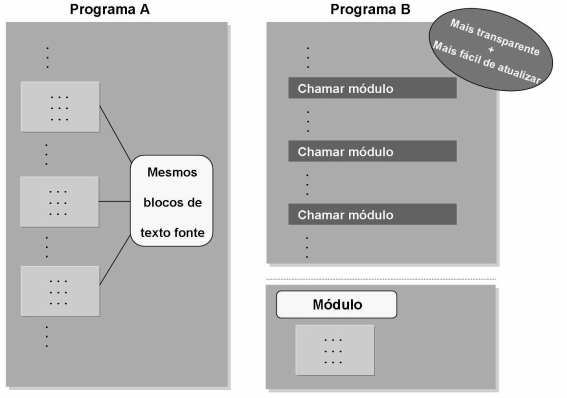 Programa A
Mesmos
blocos de
texto fonte
Programa B
Mais transparente
+
Mais fácil de atualizar
Chamar módulo
Chamar módulo
Chamar módulo
Módulo